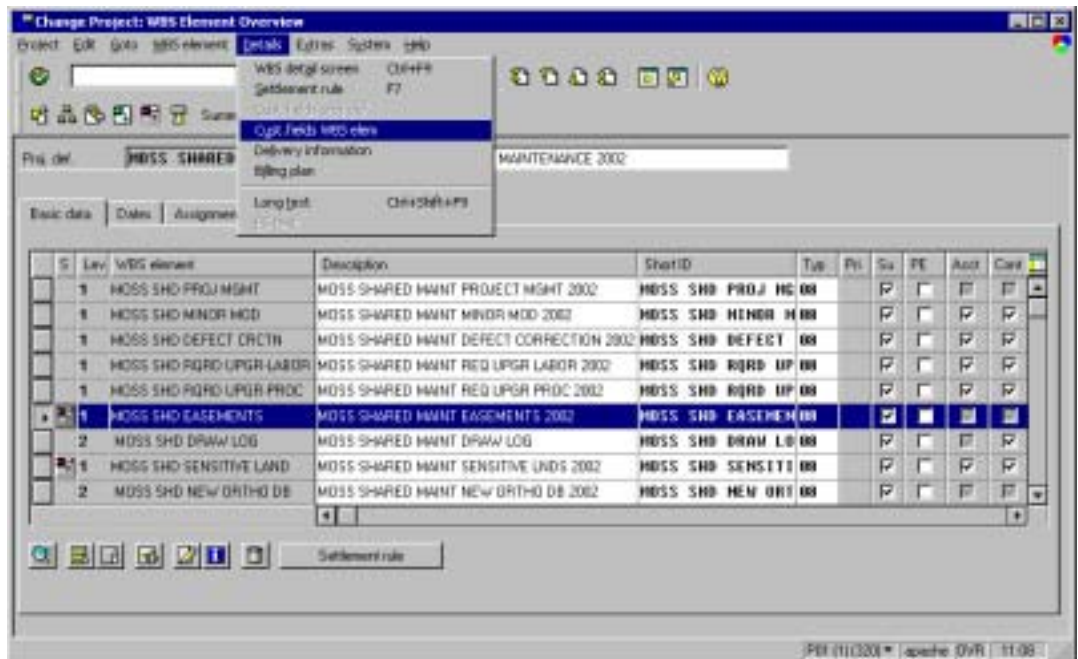 Change Project: WBS Element Overview
Project Edit Goto WBS element Details Extras System Help
WBS detail screen Ctrl+F9
Settlement rule F7
Cust. fields WBS elem
Delivery information
Billing plan
Long text Ctrl+Shift+F9
Proj. def. MOSS SHARED MAINTENANCE 2002
Basic data Dates
S Lev WBS element Description Short ID Typ Pri Su PE Acct
1 MOSS SHD PROJ MGMT MOSS SHARED MAINT PROJECT MGMT 2002 MOSS SHD PROJ MG 08
1 MOSS SHD MINOR MOD MOSS SHARED MAINT MINOR MOD 2002 MOSS SHD MINOR M 08
1 MOSS SHD DEFECT CRCTN MOSS SHARED MAINT DEFECT CORRECTION 2002 MOSS SHD DEFECT 08
1 MOSS SHD RQRD UPGR-LABOR MOSS SHARED MAINT REQ UPGR LABOR 2002 MOSS SHD RQRD UP 08
1 MOSS SHD RQRD UPGR PROC MOSS SHARED MAINT REQ UPGR PROC 2002 MOSS SHD RQRD UP 08
1 MOSS SHD EASEMENTS MOSS SHARED MAINT EASEMENTS 2002 MOSS SHD EASEMEN 08
2 MOSS SHD DRAW LOG MOSS SHARED MAINT DRAW LOG MOSS SHD DRAW LO 08
1 MOSS SHD SENSITIVE LAND MOSS SHARED MAINT SENSITIVE LNDS 2002 MOSS SHD SENSITI 08
2 MOSS SHD NEW ORTHO DB MOSS SHARED MAINT NEW ORTHO DB 2002 MOSS SHD NEW ORT 08
Settlement rule
P01 (1) (320) apache OVR 11:08